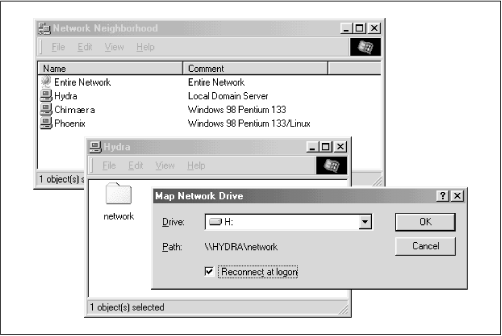 Network Neighborhood
File Edit View Help
Name Comment
Entire Network Entire Network
Hydra Local Domain Server
Chimaera Windows 98 Pentium 133
Phoenix Windows 98 Pentium 133/Linux
1 object(s) s
Hydra
File Edit View Help
network
1 object(s) selected
Map Network Drive
Drive: H: OK
Path: \\HYDRA\network Cancel
Reconnect at logon